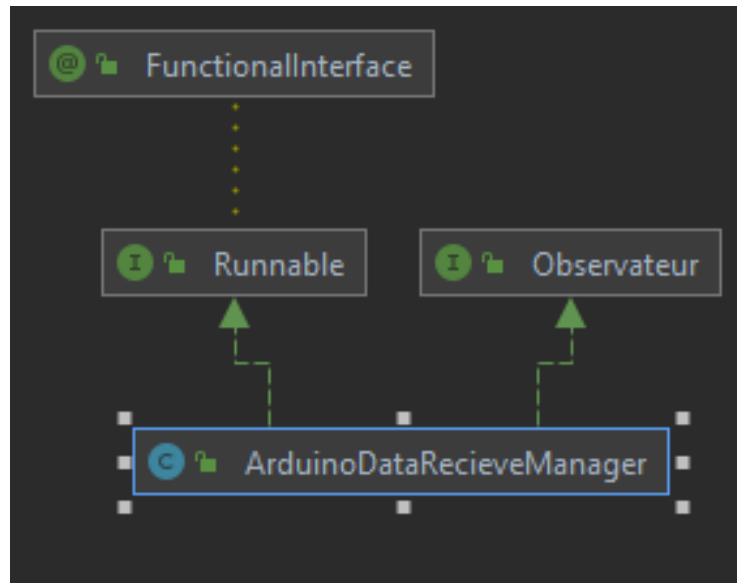 @ FunctionalInterface
I Runnable
I Observateur
C ArduinoDataRecieveManager